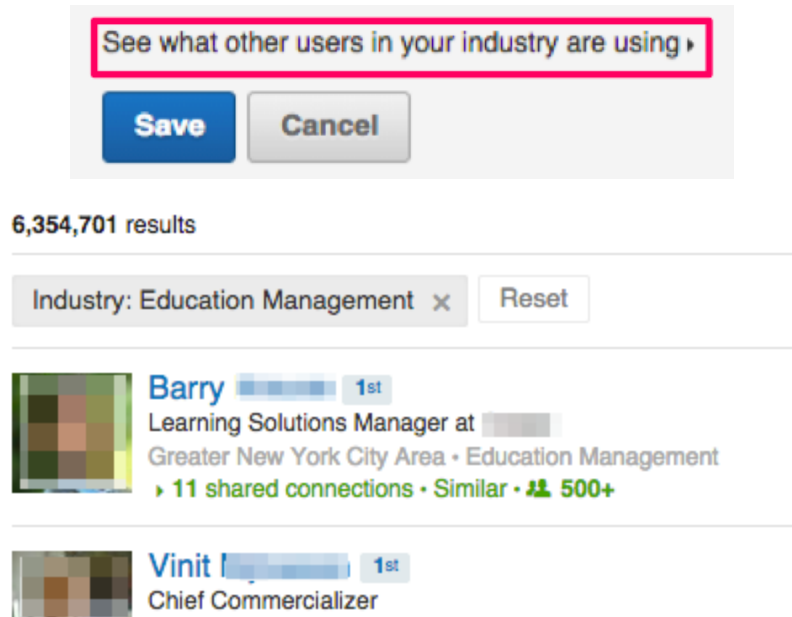 See what other users in your industry are using ▸
Save Cancel
6,354,701 results
Industry: Education Management × Reset
Barry 1st
Learning Solutions Manager at
Greater New York City Area • Education Management
▸ 11 shared connections • Similar • 500+
Vinit 1st
Chief Commercializer